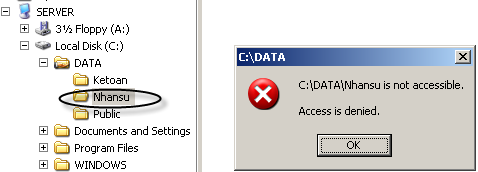 SERVER
3½ Floppy (A:)
Local Disk (C:)
DATA
Ketoan
Nhansu
Public
Documents and Settings
Program Files
WINDOWS
C:\DATA
C:\DATA\Nhansu is not accessible.
Access is denied.
OK